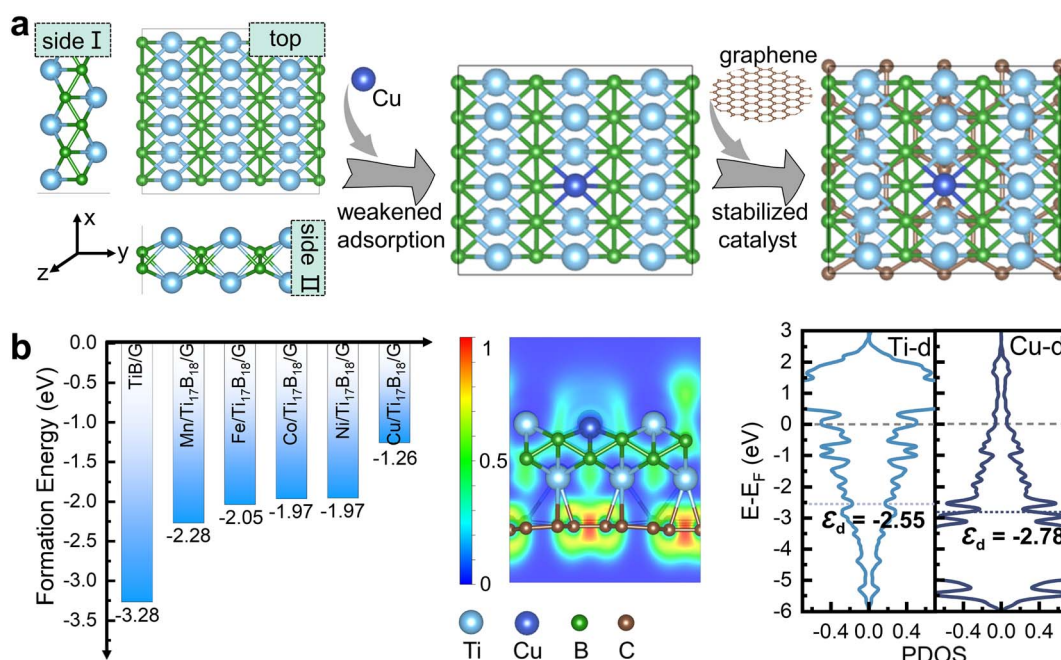 a
side I
top
Cu
graphene
weakened
adsorption
stabilized
catalyst
x
y
z
side II
b
Formation Energy (eV)
0.0
-0.5
-1.0
-1.5
-2.0
-2.5
-3.0
-3.5
TiB/G
Mn/Ti₁₇B₁₈/G
Fe/Ti₁₇B₁₈/G
Co/Ti₁₇B₁₈/G
Ni/Ti₁₇B₁₈/G
Cu/Ti₁₇B₁₈/G
-3.28
-2.28
-2.05
-1.97
-1.97
-1.26
1
0.5
0
Ti
Cu
B
C
E-E_F (eV)
3
2
1
0
-1
-2
-3
-4
-5
-6
Ti-d
Cu-d
ε_d = -2.55
ε_d = -2.78
-0.4 0.0 0.4 -0.4 0.0 0.4
PDOS